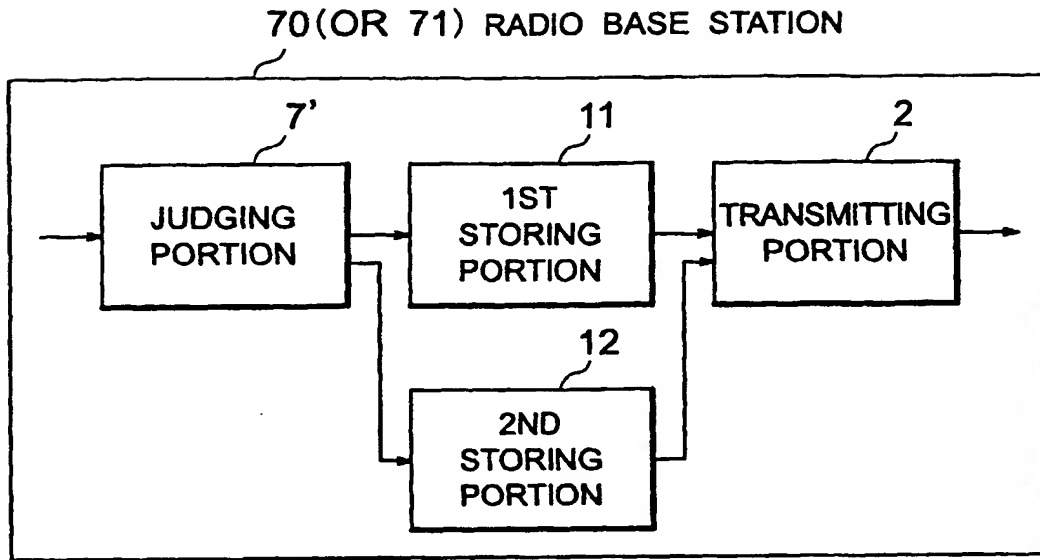 70(OR 71) RADIO BASE STATION
7'
JUDGING
PORTION
11
1ST
STORING
PORTION
2
TRANSMITTING
PORTION
12
2ND
STORING
PORTION